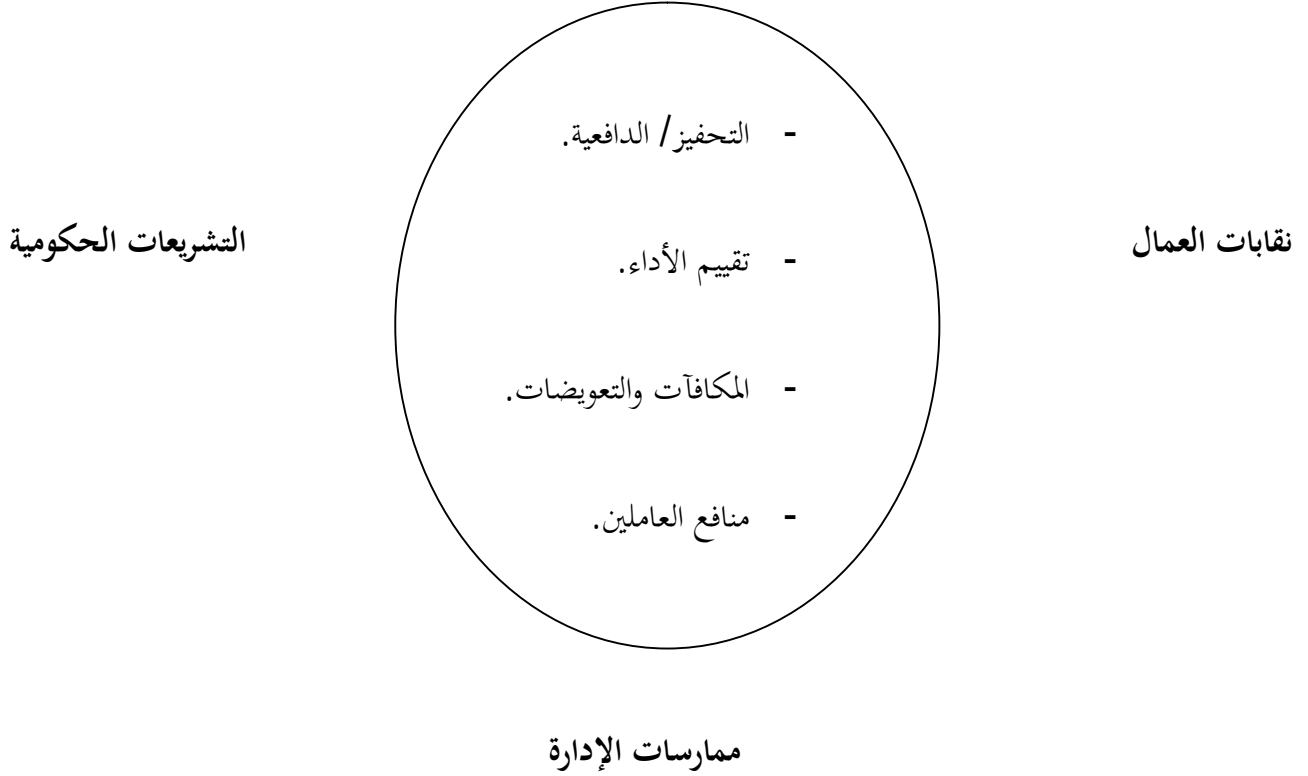 - التحفيز/ الدافعية.
نقابات العمال
التشريعات الحكومية
- تقييم الأداء.
- المكافآت والتعويضات.
- منافع العاملين.
ممارسات الإدارة